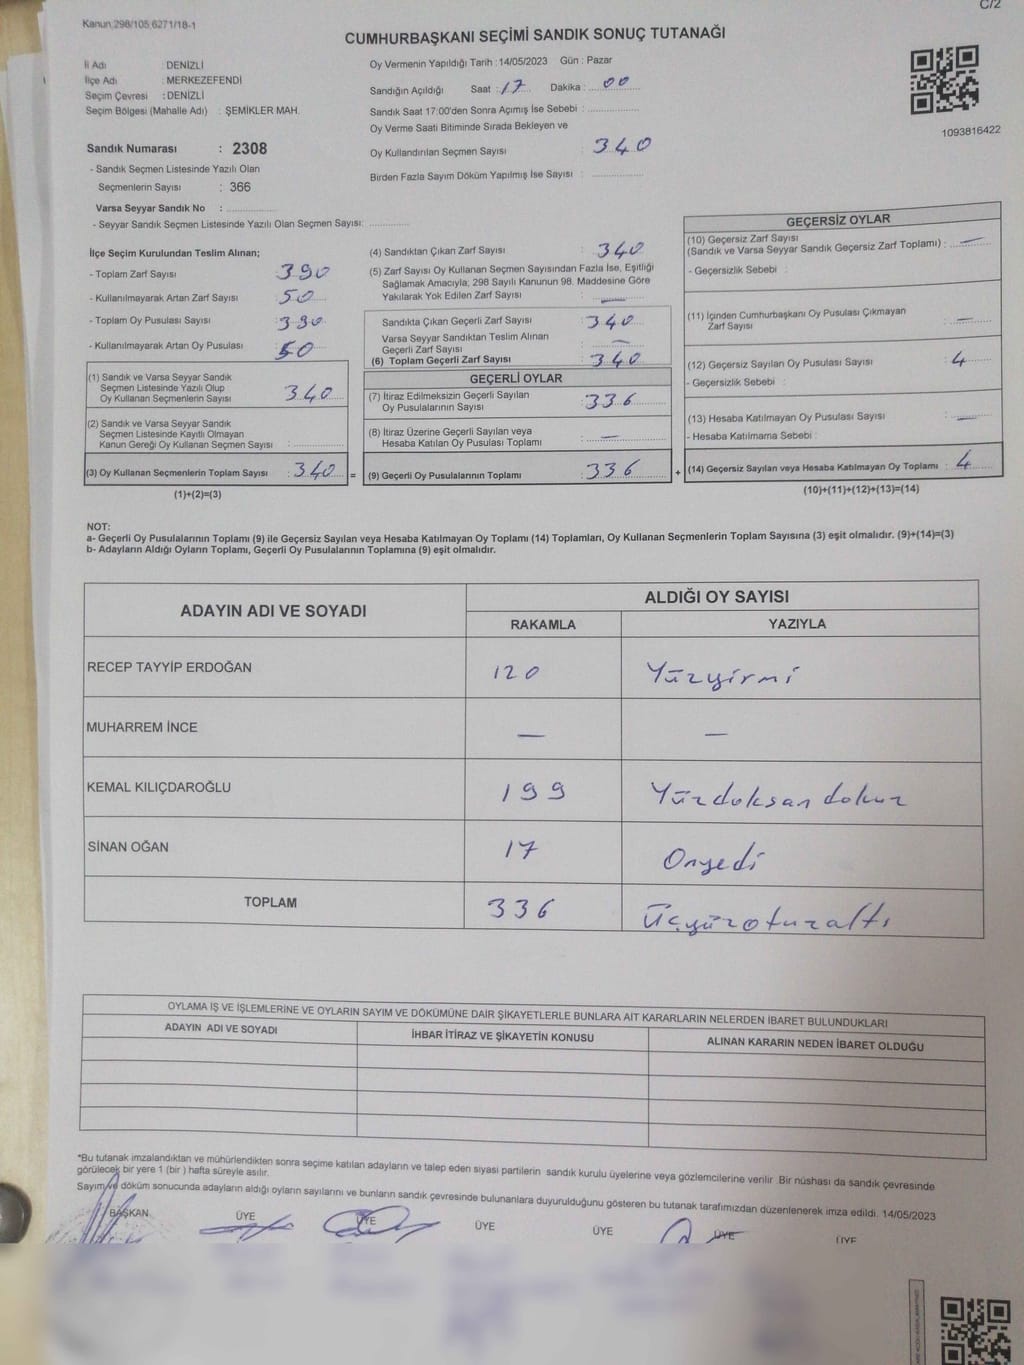 C/2
Kanun 298/105 6271/18-1
CUMHURBAŞKANI SEÇİMİ SANDIK SONUÇ TUTANAĞI
İl Adı : DENİZLİ
İlçe Adı : MERKEZEFENDİ
Seçim Çevresi : DENİZLİ
Seçim Bölgesi (Mahalle Adı) : ŞEMİKLER MAH.
Sandık Numarası : 2308
- Sandık Seçmen Listesinde Yazılı Olan
Seçmenlerin Sayısı : 366
Varsa Seyyar Sandık No :
- Seyyar Sandık Seçmen Listesinde Yazılı Olan Seçmen Sayısı:
Oy Vermenin Yapıldığı Tarih : 14/05/2023 Gün : Pazar
Sandığın Açıldığı Saat : 17 Dakika : 00
Sandık Saat 17:00'den Sonra Açımış İse Sebebi :
Oy Verme Saati Bitiminde Sırada Bekleyen ve
Oy Kullandırılan Seçmen Sayısı : 340
Birden Fazla Sayım Döküm Yapılmış İse Sayısı :
1093816422
İlçe Seçim Kurulundan Teslim Alınan;
- Toplam Zarf Sayısı : 390
- Kullanılmayarak Artan Zarf Sayısı : 50
- Toplam Oy Pusulası Sayısı : 390
- Kullanılmayarak Artan Oy Pusulası : 50
(1) Sandık ve Varsa Seyyar Sandık
Seçmen Listesinde Yazılı Olup
Oy Kullanan Seçmenlerin Sayısı : 340
(2) Sandık ve Varsa Seyyar Sandık
Seçmen Listesinde Kayıtlı Olmayan
Kanun Gereği Oy Kullanan Seçmen Sayısı :
(3) Oy Kullanan Seçmenlerin Toplam Sayısı : 340 =
(1)+(2)=(3)
(4) Sandıktan Çıkan Zarf Sayısı : 340
(5) Zarf Sayısı Oy Kullanan Seçmen Sayısından Fazla İse, Eşitliği
Sağlamak Amacıyla; 298 Sayılı Kanunun 98. Maddesine Göre
Yakılarak Yok Edilen Zarf Sayısı : —
Sandıkta Çıkan Geçerli Zarf Sayısı : 340
Varsa Seyyar Sandıktan Teslim Alınan
Geçerli Zarf Sayısı : —
(6) Toplam Geçerli Zarf Sayısı : 340
GEÇERLİ OYLAR
(7) İtiraz Edilmeksizin Geçerli Sayılan
Oy Pusulalarının Sayısı : 336
(8) İtiraz Üzerine Geçerli Sayılan veya
Hesaba Katılan Oy Pusulası Toplamı : —
(9) Geçerli Oy Pusulalarının Toplamı : 336 +
GEÇERSİZ OYLAR
(10) Geçersiz Zarf Sayısı
(Sandık ve Varsa Seyyar Sandık Geçersiz Zarf Toplamı) : —
- Geçersizlik Sebebi :
(11) İçinden Cumhurbaşkanı Oy Pusulası Çıkmayan
Zarf Sayısı : —
(12) Geçersiz Sayılan Oy Pusulası Sayısı : 4
- Geçersizlik Sebebi :
(13) Hesaba Katılmayan Oy Pusulası Sayısı : —
- Hesaba Katılmama Sebebi :
(14) Geçersiz Sayılan veya Hesaba Katılmayan Oy Toplamı : 4
(10)+(11)+(12)+(13)=(14)
NOT:
a- Geçerli Oy Pusulalarının Toplamı (9) ile Geçersiz Sayılan veya Hesaba Katılmayan Oy Toplamı (14) Toplamları, Oy Kullanan Seçmenlerin Toplam Sayısına (3) eşit olmalıdır. (9)+(14)=(3)
b- Adayların Aldığı Oyların Toplamı, Geçerli Oy Pusulalarının Toplamına (9) eşit olmalıdır.
ADAYIN ADI VE SOYADI ALDIĞI OY SAYISI
RAKAMLA YAZIYLA
RECEP TAYYİP ERDOĞAN 120 Yüzyirmi
MUHARREM İNCE — —
KEMAL KILIÇDAROĞLU 199 Yüzdoksan dokuz
SİNAN OĞAN 17 Onyedi
TOPLAM 336 Üçyüzotuzaltı
OYLAMA İŞ VE İŞLEMLERİNE VE OYLARIN SAYIM VE DÖKÜMÜNE DAİR ŞİKAYETLERLE BUNLARA AİT KARARLARIN NELERDEN İBARET BULUNDUKLARI
ADAYIN ADI VE SOYADI İHBAR İTİRAZ VE ŞİKAYETİN KONUSU ALINAN KARARIN NEDEN İBARET OLDUĞU
*Bu tutanak imzalandıktan ve mühürlendikten sonra seçime katılan adayların ve talep eden siyasi partilerin sandık kurulu üyelerine veya gözlemcilerine verilir. Bir nüshası da sandık çevresinde
görülecek bir yere 1 (bir ) hafta süreyle asılır.
Sayım ve döküm sonucunda adayların aldığı oyların sayılarını ve bunların sandık çevresinde bulunanlara duyurulduğunu gösteren bu tutanak tarafımızdan düzenlenerek imza edildi. 14/05/2023
BAŞKAN ÜYE ÜYE ÜYE ÜYE ÜYE ÜYE